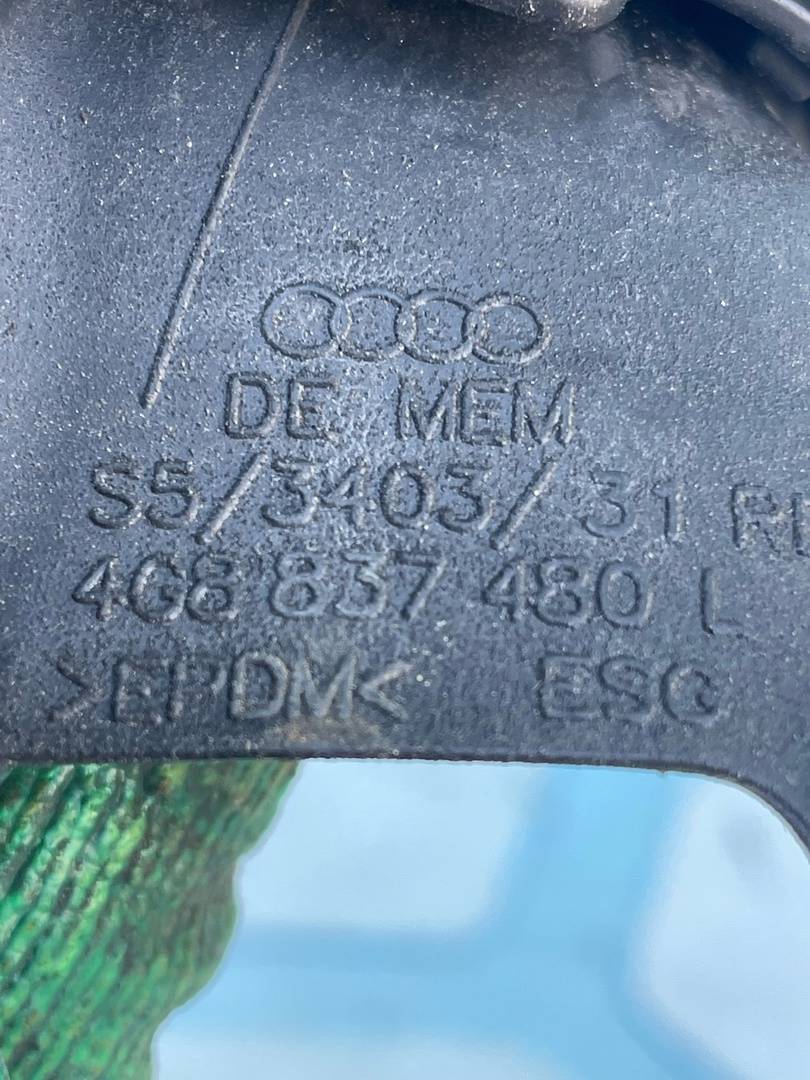 DE MEM
S5/3403/31
4G8 837 480 L
>EPDM< ESG